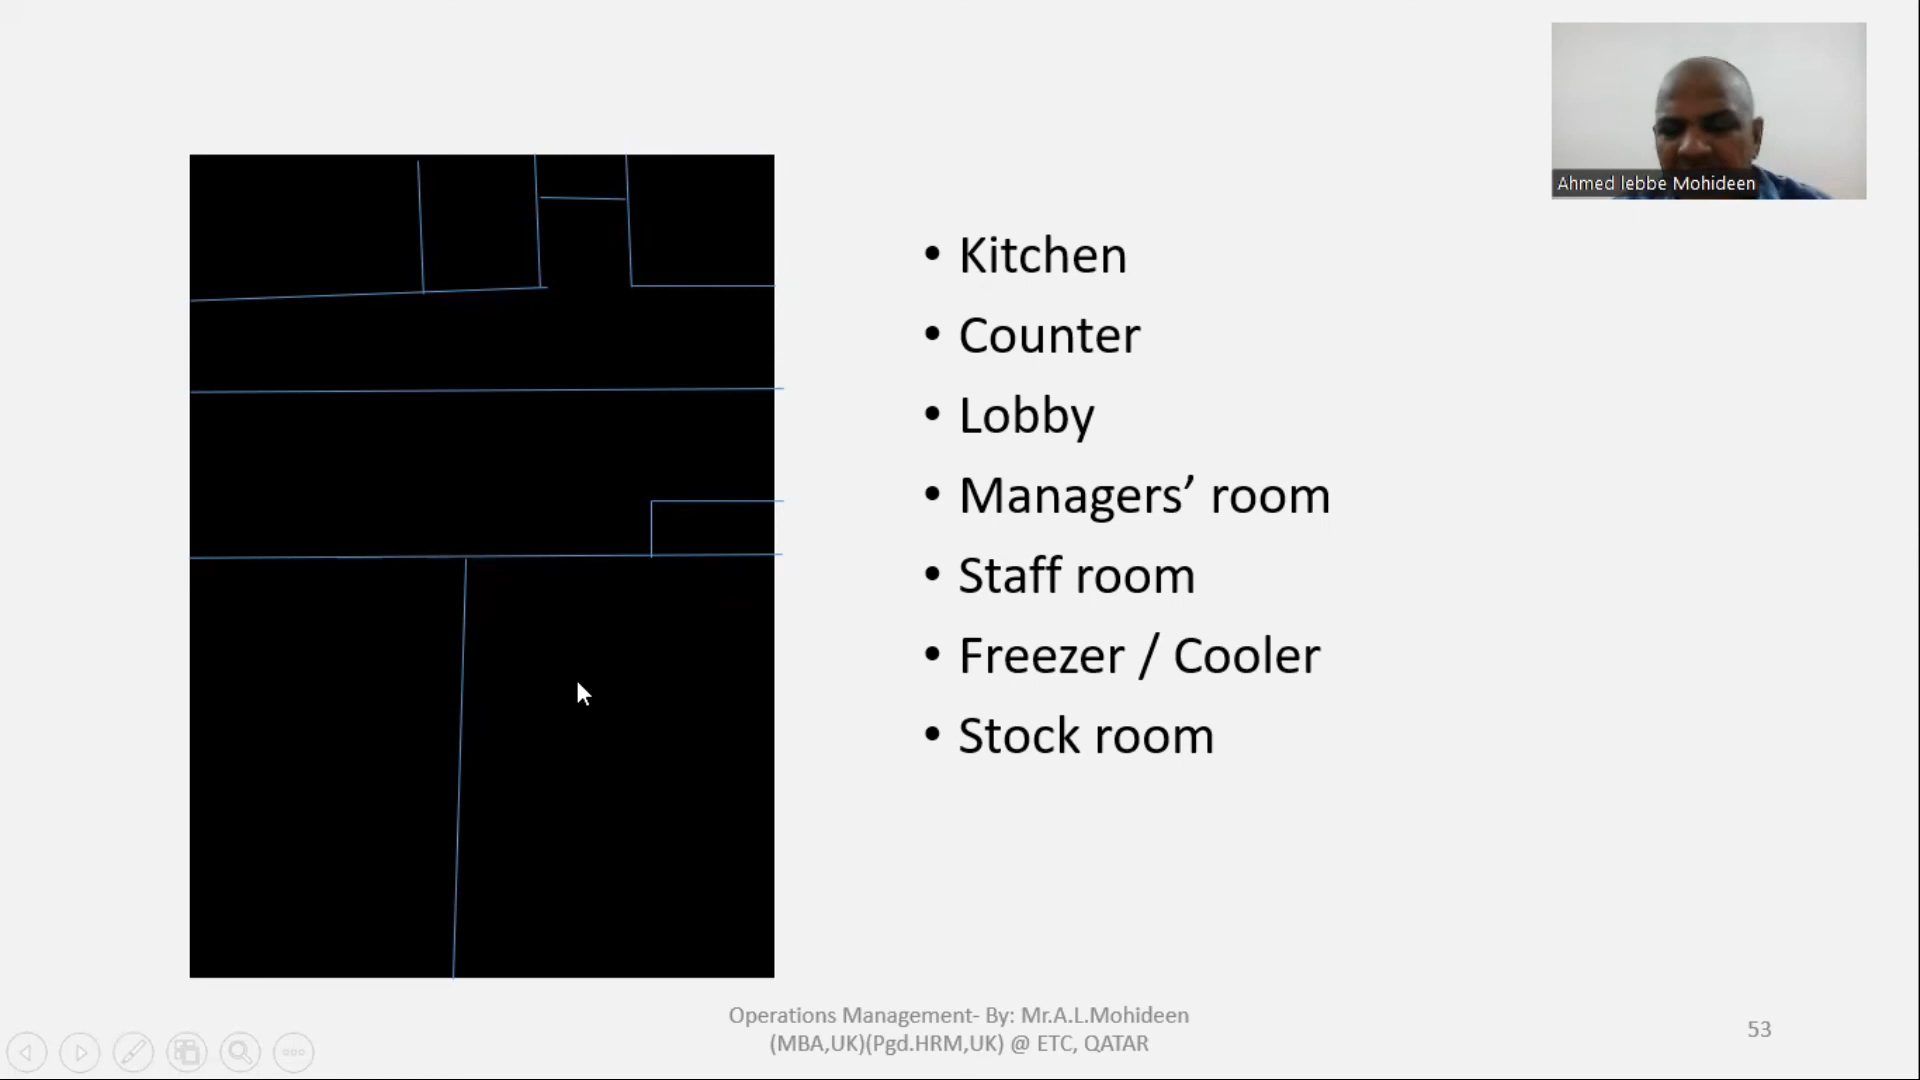 Ahmed lebbe Mohideen
• Kitchen
• Counter
• Lobby
• Managers’ room
• Staff room
• Freezer / Cooler
• Stock room
Operations Management- By: Mr.A.L.Mohideen
(MBA,UK)(Pgd.HRM,UK) @ ETC, QATAR
53